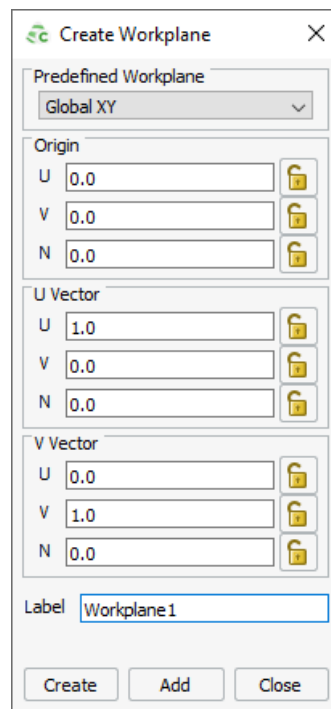 Create Workplane
Predefined Workplane
Global XY
Origin
U 0.0
V 0.0
N 0.0
U Vector
U 1.0
V 0.0
N 0.0
V Vector
U 0.0
V 1.0
N 0.0
Label Workplane1
Create Add Close